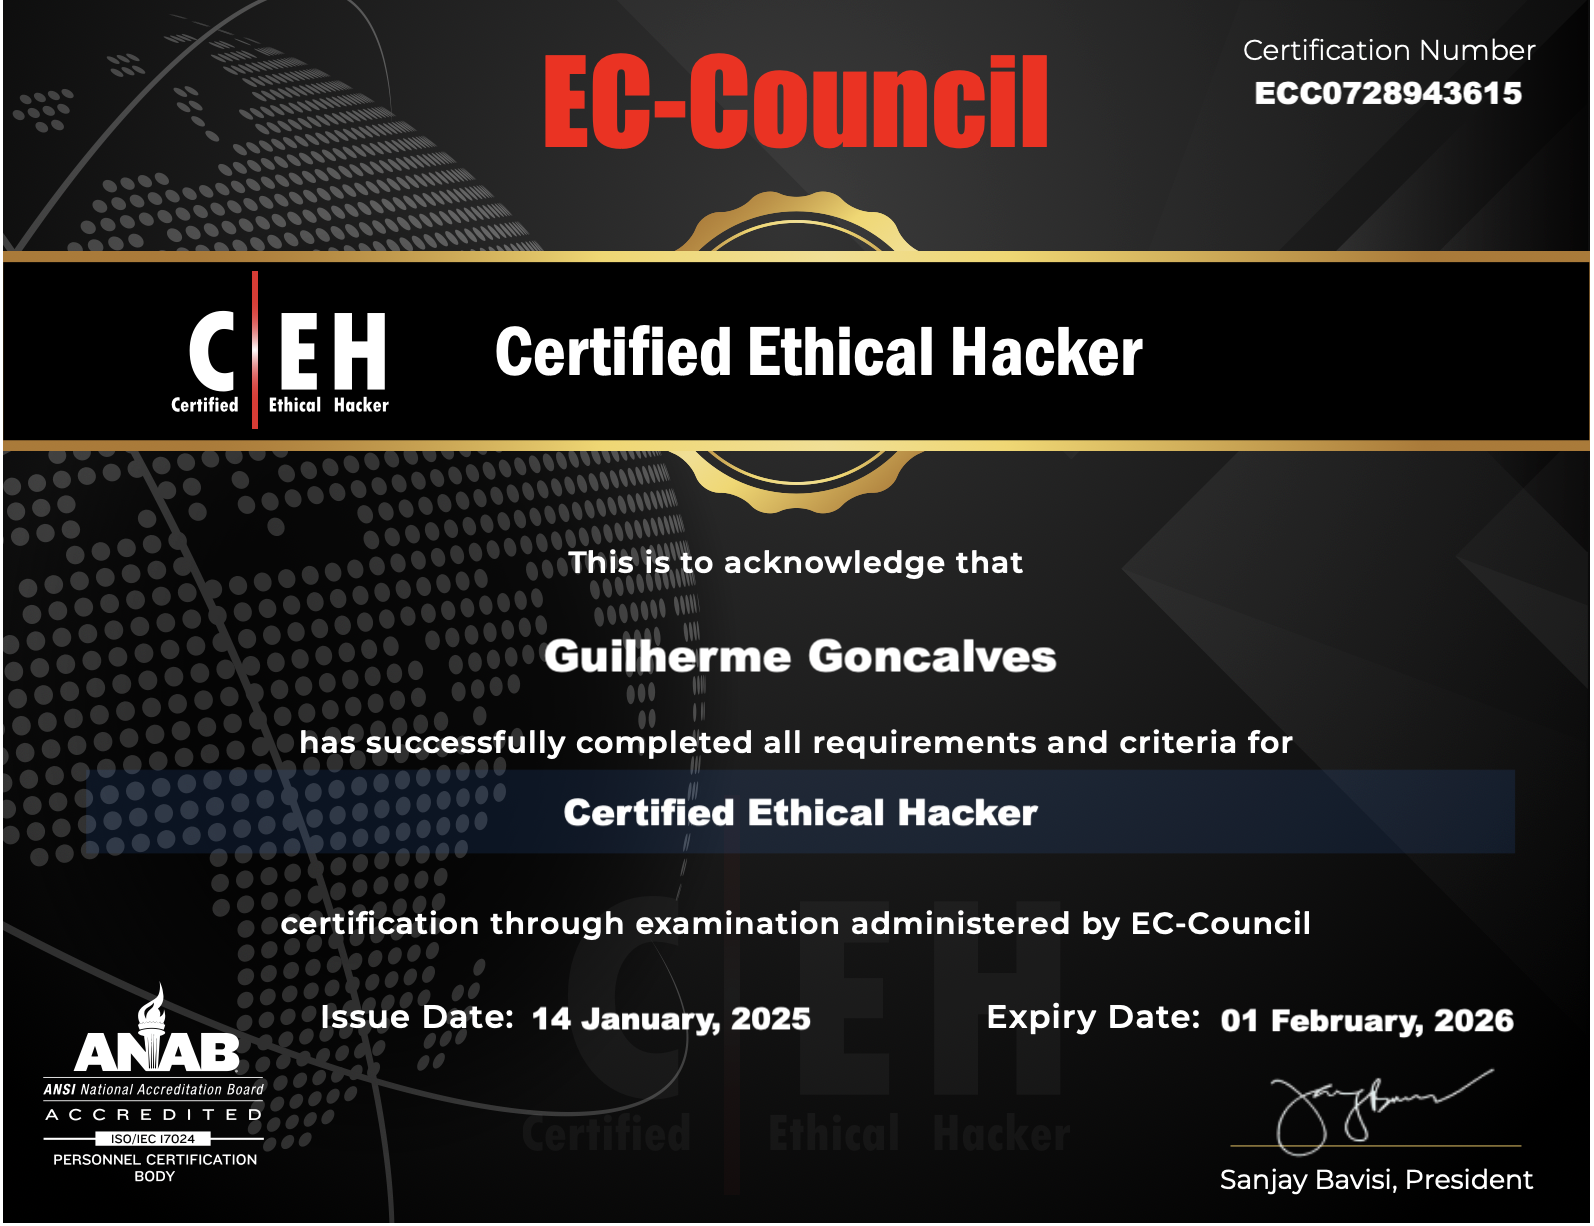 EC-Council
Certification Number
ECC0728943615
C EH
Certified Ethical Hacker
Certified Ethical Hacker
This is to acknowledge that
Guilherme Goncalves
has successfully completed all requirements and criteria for
Certified Ethical Hacker
certification through examination administered by EC-Council
C EH
Certified Ethical Hacker
Issue Date: 14 January, 2025
Expiry Date: 01 February, 2026
ANAB
ANSI National Accreditation Board
ACCREDITED
ISO/IEC 17024
PERSONNEL CERTIFICATION
BODY
Sanjay Bavisi, President